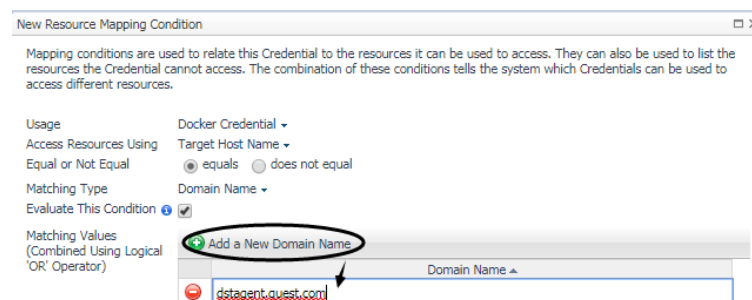 New Resource Mapping Condition
Mapping conditions are used to relate this Credential to the resources it can be used to access. They can also be used to list the
resources the Credential cannot access. The combination of these conditions tells the system which Credentials can be used to
access different resources.
Usage Docker Credential
Access Resources Using Target Host Name
Equal or Not Equal equals does not equal
Matching Type Domain Name
Evaluate This Condition
Matching Values
(Combined Using Logical
'OR' Operator)
Add a New Domain Name
Domain Name
dstagent.quest.com